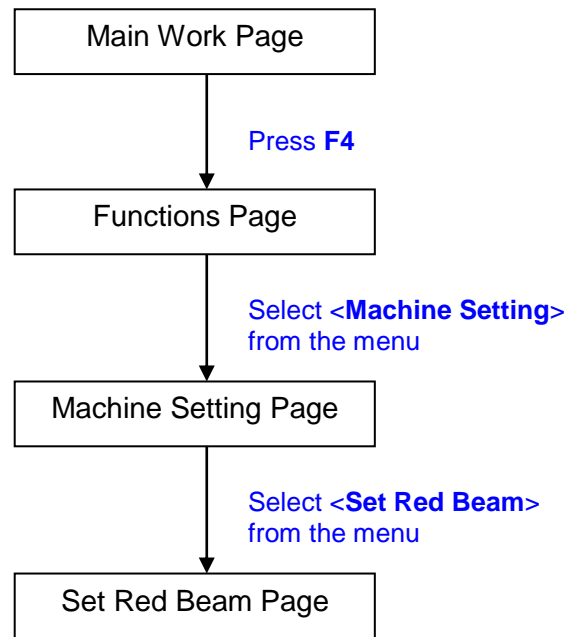 Main Work Page
Press F4
Functions Page
Select <Machine Setting>
from the menu
Machine Setting Page
Select <Set Red Beam>
from the menu
Set Red Beam Page